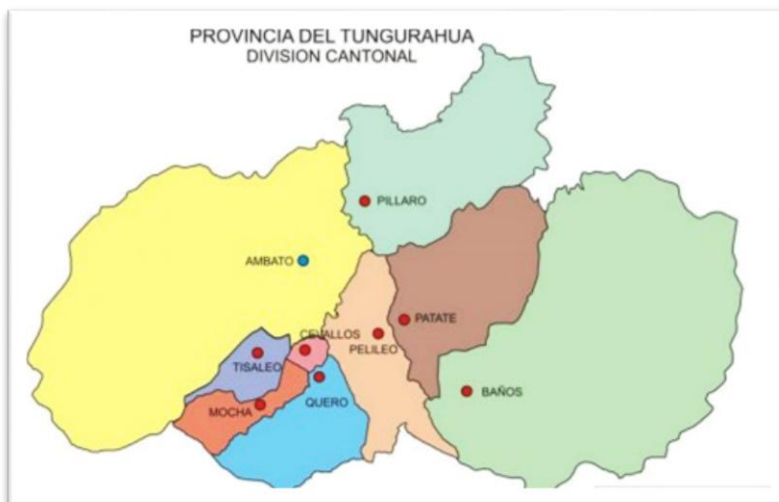 PROVINCIA DEL TUNGURAHUA
DIVISION CANTONAL
PILLARO
AMBATO
PATATE
CEVALLOS
PELILEO
TISALEO
BAÑOS
QUERO
MOCHA